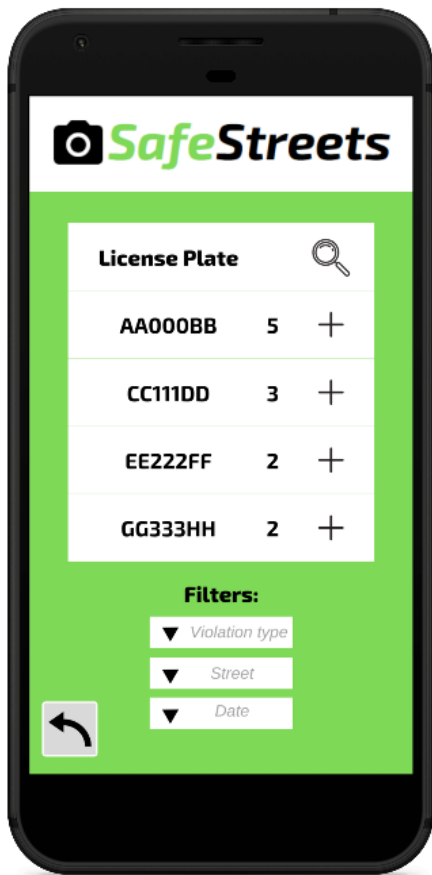 SafeStreets
License Plate
AA000BB 5 +
CC111DD 3 +
EE222FF 2 +
GG333HH 2 +
Filters:
Violation type
Street
Date